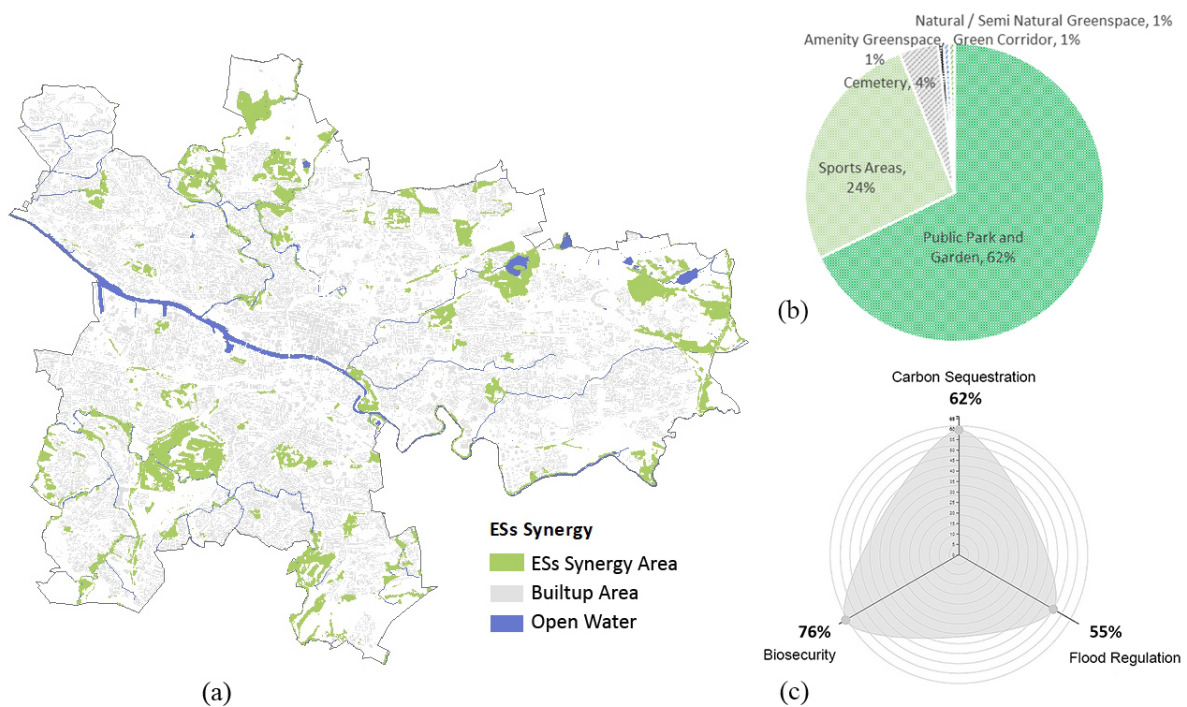 ESs Synergy
ESs Synergy Area
Builtup Area
Open Water
(a)
Natural / Semi Natural Greenspace, 1%
Green Corridor, 1%
Amenity Greenspace
1%
Cemetery, 4%
Sports Areas,
24%
Public Park and
Garden, 62%
(b)
Carbon Sequestration
62%
76%
Biosecurity
55%
Flood Regulation
(c)